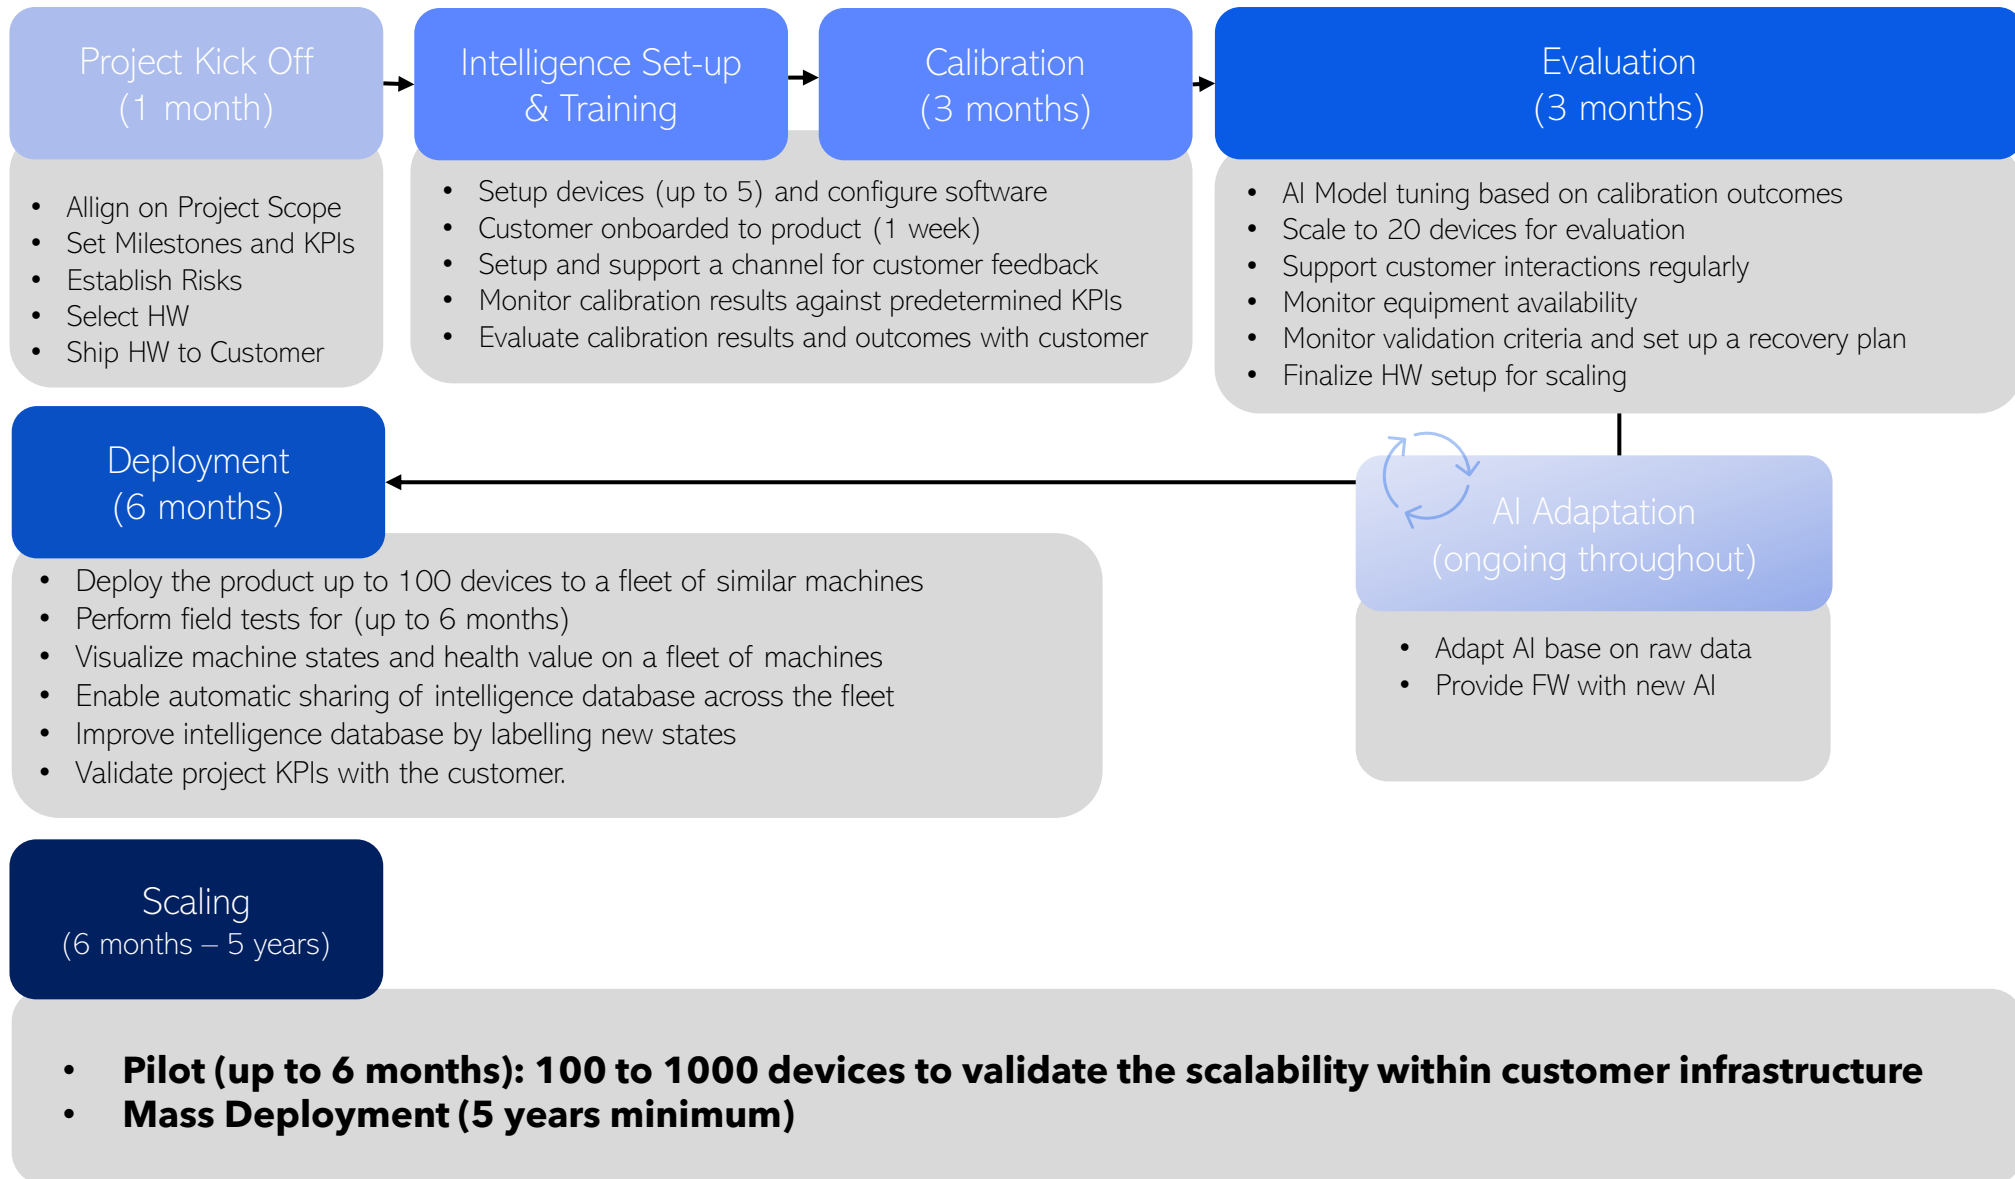 Project Kick Off
(1 month)
• Allign on Project Scope
• Set Milestones and KPIs
• Establish Risks
• Select HW
• Ship HW to Customer
Intelligence Set-up
& Training
Calibration
(3 months)
• Setup devices (up to 5) and configure software
• Customer onboarded to product (1 week)
• Setup and support a channel for customer feedback
• Monitor calibration results against predetermined KPIs
• Evaluate calibration results and outcomes with customer
Evaluation
(3 months)
• AI Model tuning based on calibration outcomes
• Scale to 20 devices for evaluation
• Support customer interactions regularly
• Monitor equipment availability
• Monitor validation criteria and set up a recovery plan
• Finalize HW setup for scaling
AI Adaptation
(ongoing throughout)
• Adapt AI base on raw data
• Provide FW with new AI
Deployment
(6 months)
• Deploy the product up to 100 devices to a fleet of similar machines
• Perform field tests for (up to 6 months)
• Visualize machine states and health value on a fleet of machines
• Enable automatic sharing of intelligence database across the fleet
• Improve intelligence database by labelling new states
• Validate project KPIs with the customer.
Scaling
(6 months – 5 years)
• Pilot (up to 6 months): 100 to 1000 devices to validate the scalability within customer infrastructure
• Mass Deployment (5 years minimum)